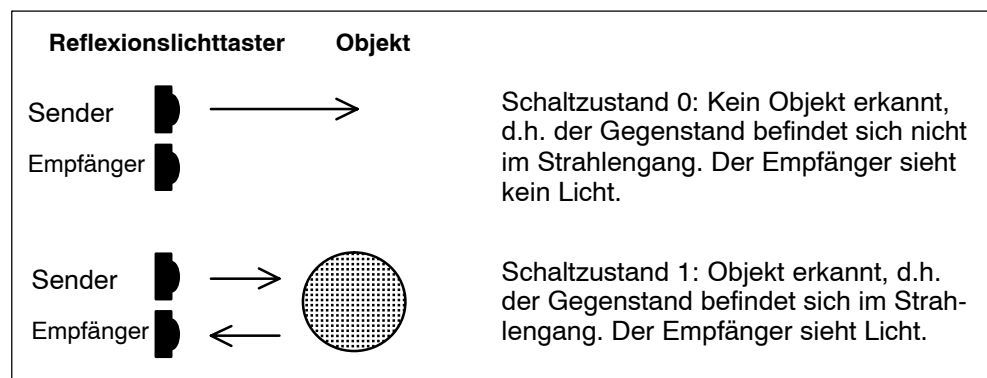 Reflexionslichttaster Objekt
Sender
Empfänger
Schaltzustand 0: Kein Objekt erkannt,
d.h. der Gegenstand befindet sich nicht
im Strahlengang. Der Empfänger sieht
kein Licht.
Sender
Empfänger
Schaltzustand 1: Objekt erkannt, d.h.
der Gegenstand befindet sich im Strah-
lengang. Der Empfänger sieht Licht.